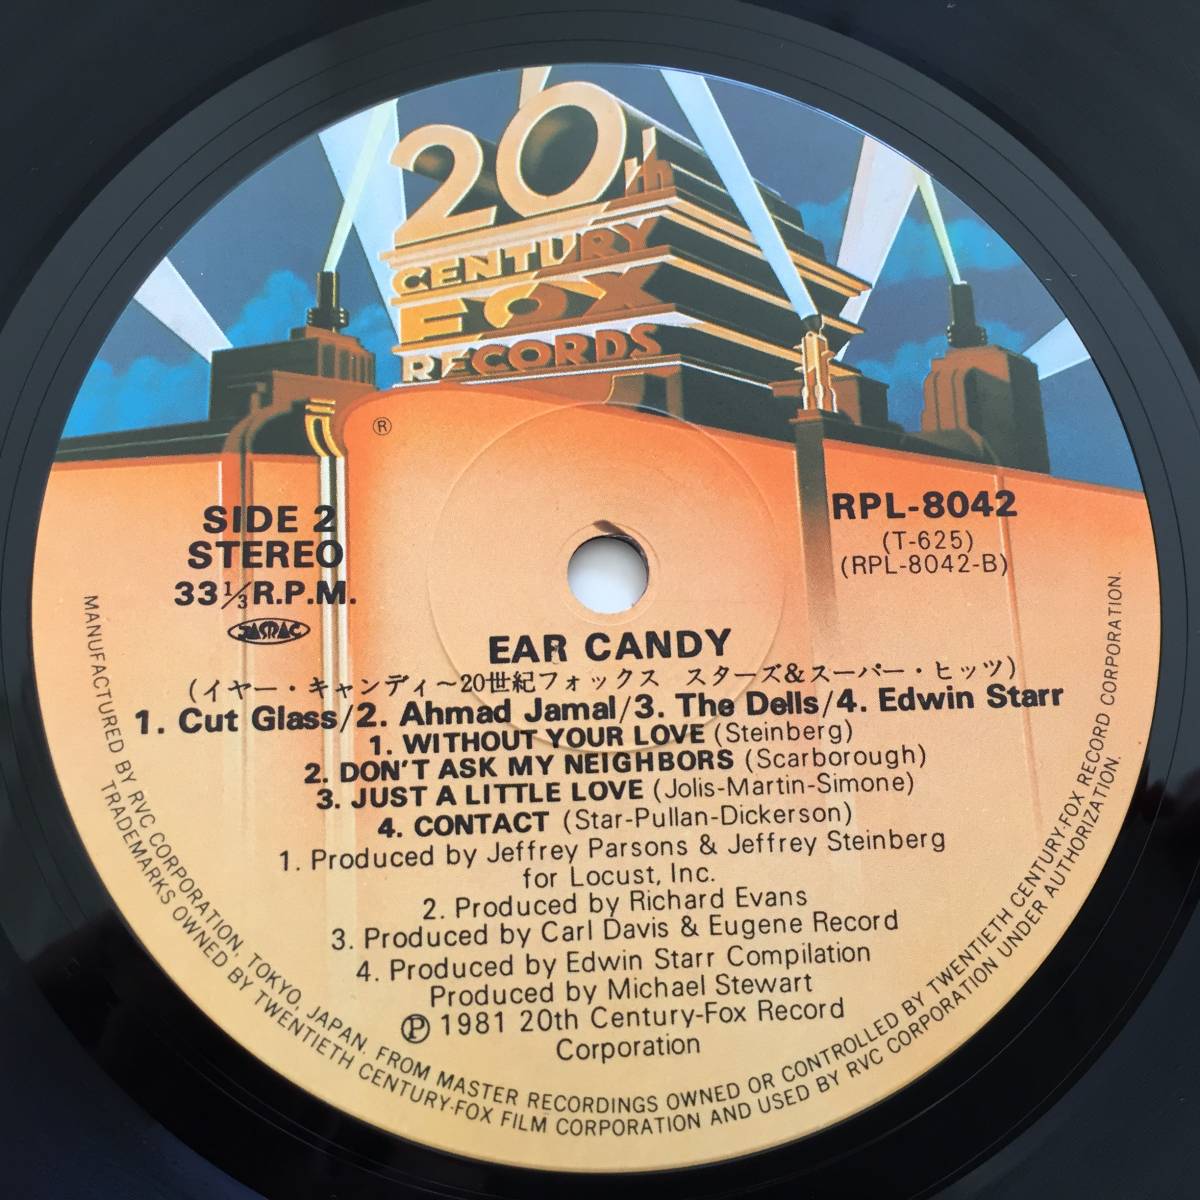 20th
CENTURY
FOX
RECORDS
®
SIDE 2
STEREO
33 1/3 R.P.M.
JASRAC
RPL-8042
(T-625)
(RPL-8042-B)
EAR CANDY
(イヤー・キャンディ～20世紀フォックス スターズ&スーパー・ヒッツ)
1. Cut Glass/2. Ahmad Jamal/3. The Dells/4. Edwin Starr
1. WITHOUT YOUR LOVE (Steinberg)
2. DON'T ASK MY NEIGHBORS (Scarborough)
3. JUST A LITTLE LOVE (Jolis-Martin-Simone)
4. CONTACT (Star-Pullan-Dickerson)
1. Produced by Jeffrey Parsons & Jeffrey Steinberg
for Locust, Inc.
2. Produced by Richard Evans
3. Produced by Carl Davis & Eugene Record
4. Produced by Edwin Starr Compilation
Produced by Michael Stewart
℗ 1981 20th Century-Fox Record
Corporation
MANUFACTURED BY RVC CORPORATION, TOKYO, JAPAN. FROM MASTER RECORDINGS OWNED OR CONTROLLED BY TWENTIETH CENTURY-FOX RECORD CORPORATION.
TRADEMARKS OWNED BY TWENTIETH CENTURY-FOX FILM CORPORATION AND USED BY RVC CORPORATION UNDER AUTHORIZATION.